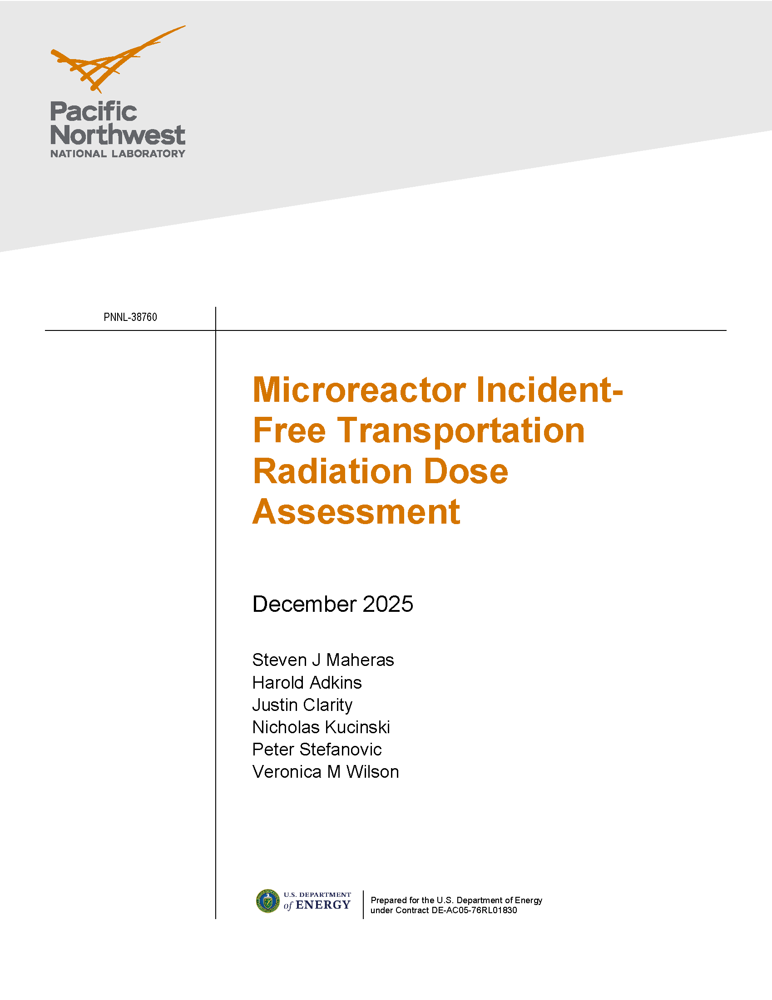 Pacific
Northwest
NATIONAL LABORATORY
PNNL-38760
Microreactor Incident-
Free Transportation
Radiation Dose
Assessment
December 2025
Steven J Maheras
Harold Adkins
Justin Clarity
Nicholas Kucinski
Peter Stefanovic
Veronica M Wilson
U.S. DEPARTMENT
of ENERGY
Prepared for the U.S. Department of Energy
under Contract DE-AC05-76RL01830